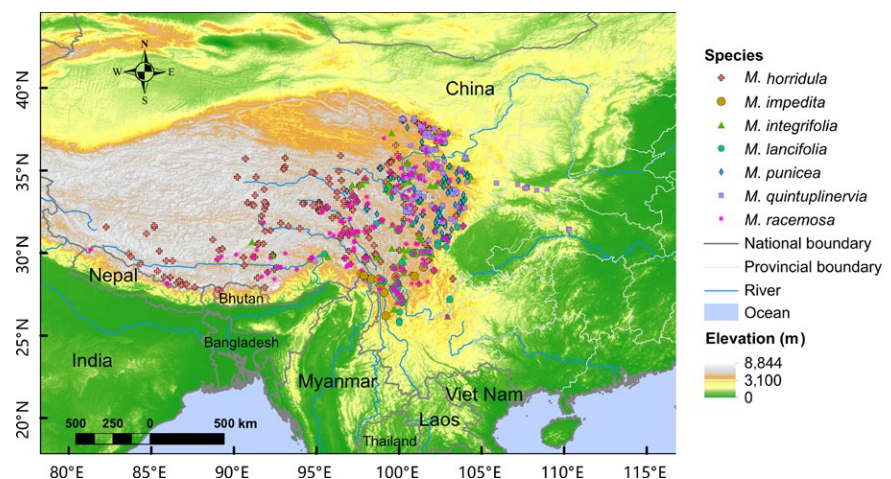 N
W E
S
China
Nepal
Bhutan
Bangladesh
India
Myanmar
Viet Nam
Laos
Thailand
500 250 0 500 km
40°N
35°N
30°N
25°N
20°N
80°E 85°E 90°E 95°E 100°E 105°E 110°E 115°E
Species
M. horridula
M. impedita
M. integrifolia
M. lancifolia
M. punicea
M. quintuplinervia
M. racemosa
National boundary
Provincial boundary
River
Ocean
Elevation (m)
8,844
3,100
0